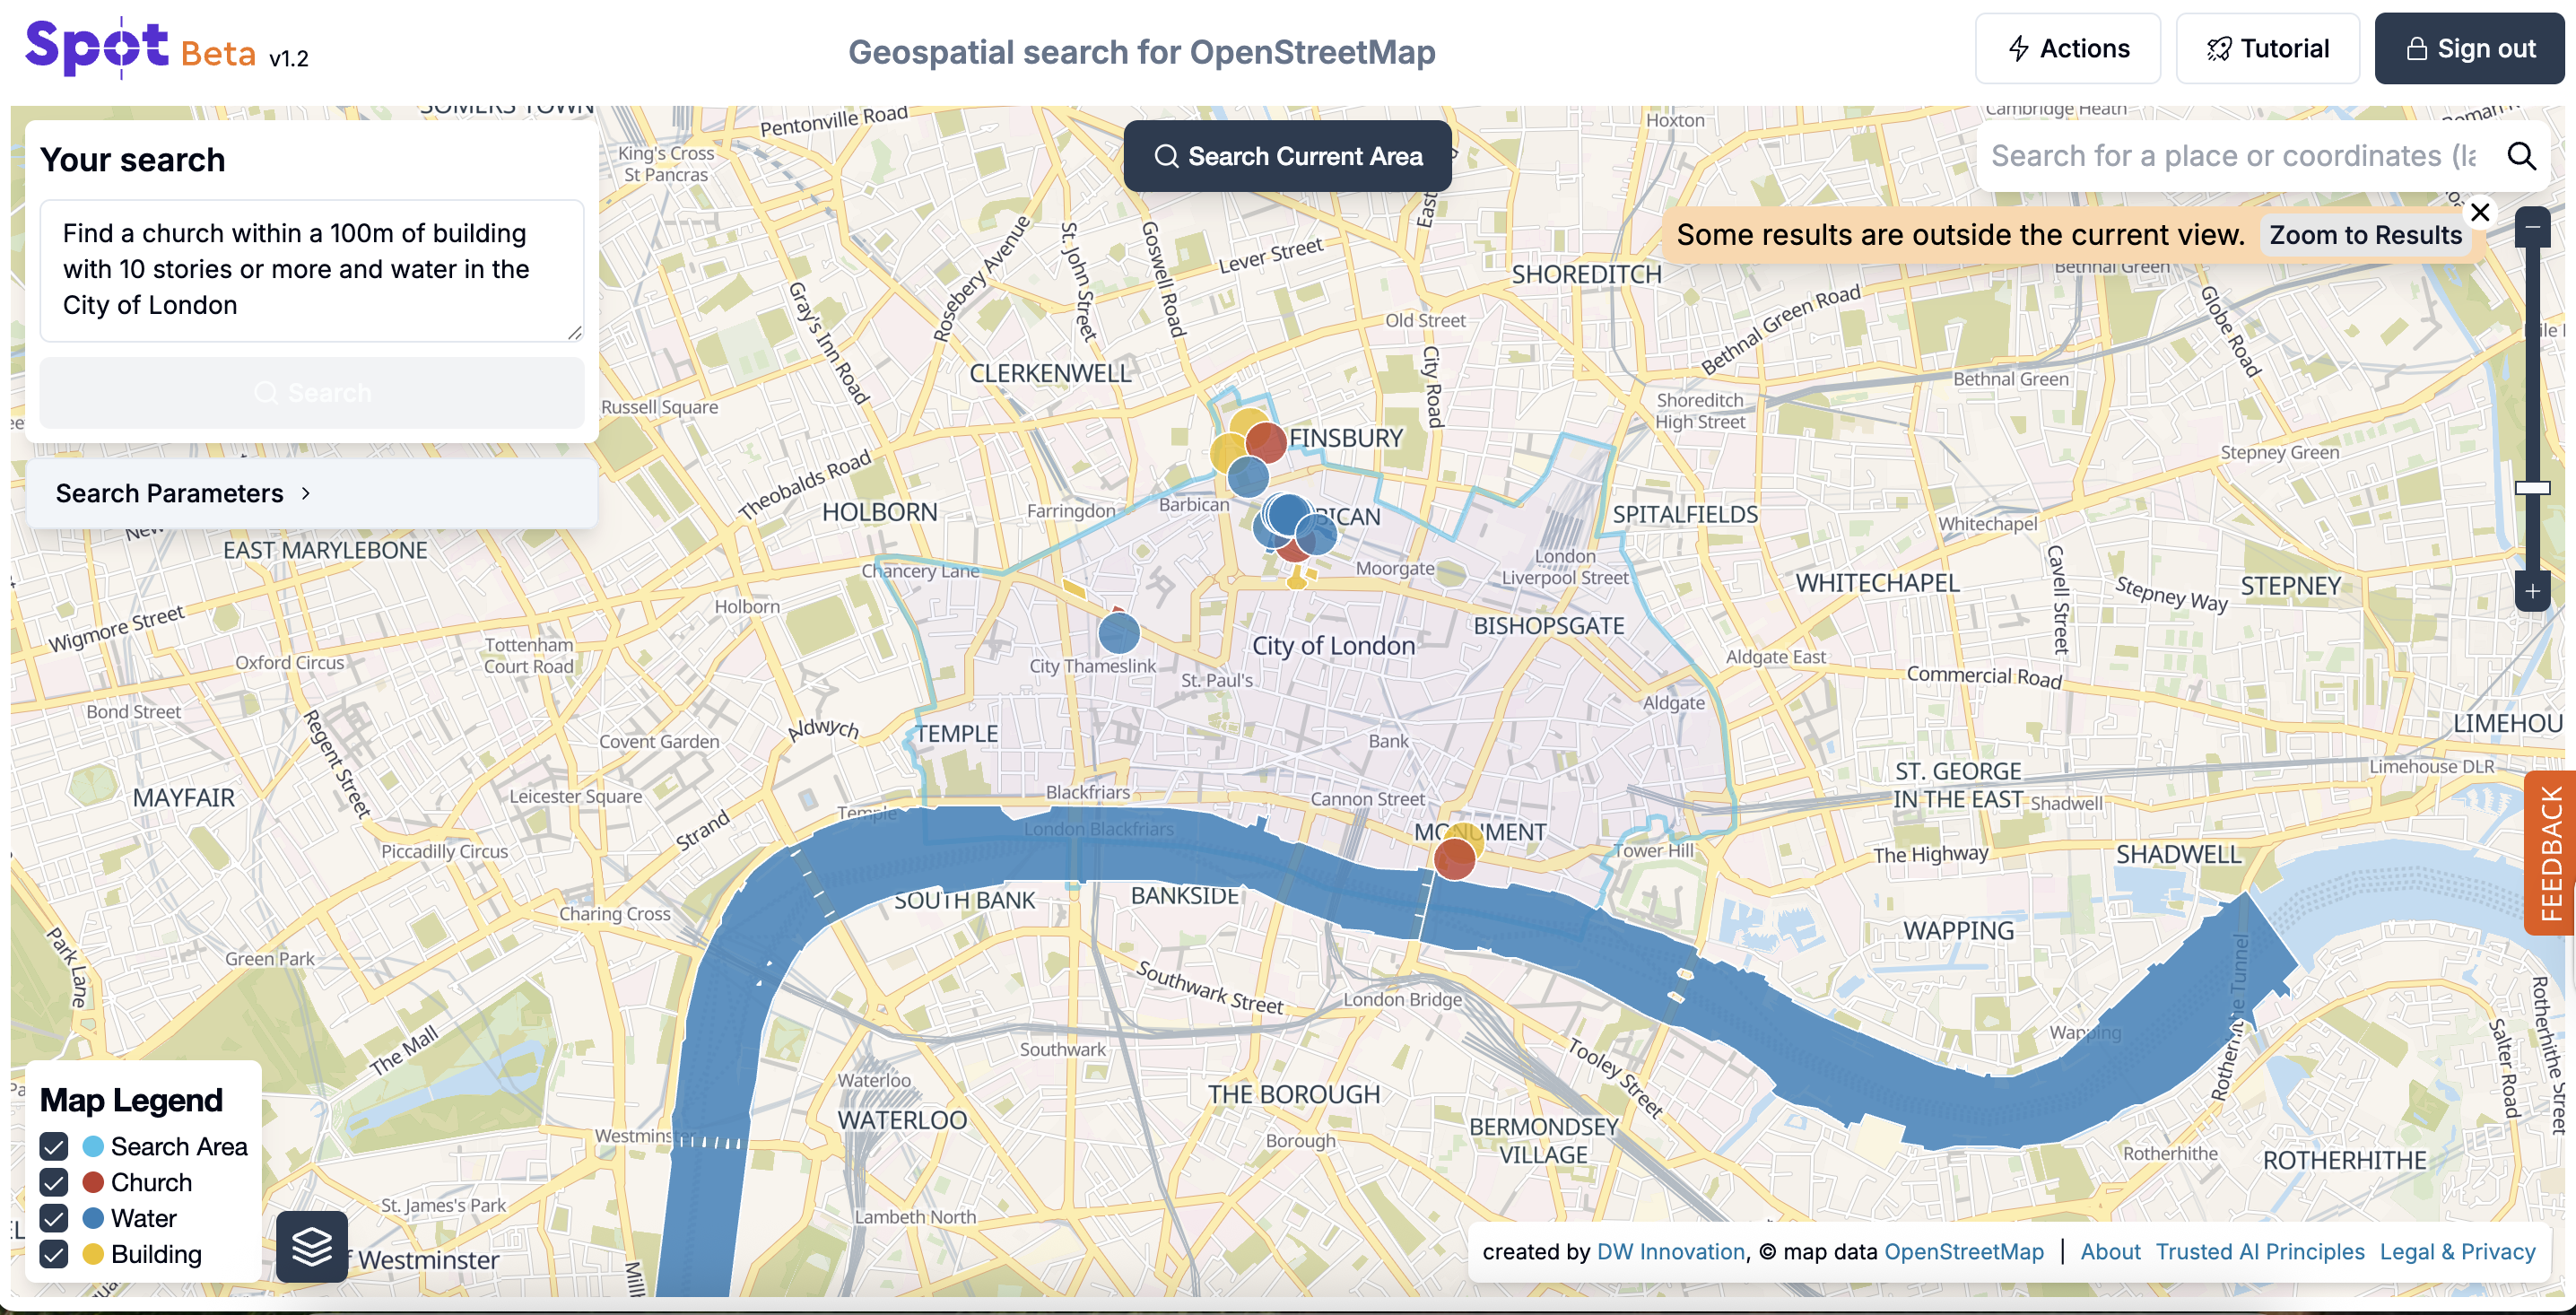 Spot Beta v1.2
Geospatial search for OpenStreetMap
Actions
Tutorial
Sign out
Your search
Find a church within a 100m of building
with 10 stories or more and water in the
City of London
Search
Search Parameters
Search Current Area
Search for a place or coordinates (la
Some results are outside the current view.
Zoom to Results
SOMERS TOWN
Pentonville Road
King's Cross
St Pancras
Hoxton
Cambridge Heath
Rosebery Avenue
St. John Street
Goswell Road
Lever Street
SHOREDITCH
Bethnal Green
Bethnal Green Road
Globe Road
Gray's Inn Road
Old Street
City Road
CLERKENWELL
Shoreditch
High Street
Bethnal Green
Russell Square
FINSBURY
Stepney Green
Theobalds Road
Farringdon
Barbican
BICAN
HOLBORN
SPITALFIELDS
Whitechapel
EAST MARYLEBONE
Chancery Lane
Moorgate
London
Liverpool Street
WHITECHAPEL
Cavell Street
Stepney Way
STEPNEY
Wigmore Street
Holborn
Tottenham
Court Road
Oxford Circus
City Thameslink
St. Paul's
City of London
BISHOPSGATE
Aldgate East
Commercial Road
Bond Street
Regent Street
Covent Garden
Aldwych
TEMPLE
Bank
Aldgate
LIMEHOU
MAYFAIR
Leicester Square
Temple
Blackfriars
Cannon Street
ST. GEORGE
IN THE EAST
Shadwell
Limehouse DLR
Strand
London Blackfriars
MONUMENT
Tower Hill
The Highway
SHADWELL
Piccadilly Circus
SOUTH BANK
BANKSIDE
Charing Cross
WAPPING
Park Lane
Green Park
Southwark Street
London Bridge
Rotherhithe Tunnel
Wapping
The Mall
Southwark
Tooley Street
Salter Road
Rotherhithe Street
Waterloo
WATERLOO
THE BOROUGH
Borough
BERMONDSEY
VILLAGE
Rotherhithe
ROTHERHITHE
Westminster
St. James's Park
Lambeth North
f Westminster
Map Legend
Search Area
Church
Water
Building
FEEDBACK
created by DW Innovation, © map data OpenStreetMap | About Trusted AI Principles Legal & Privacy